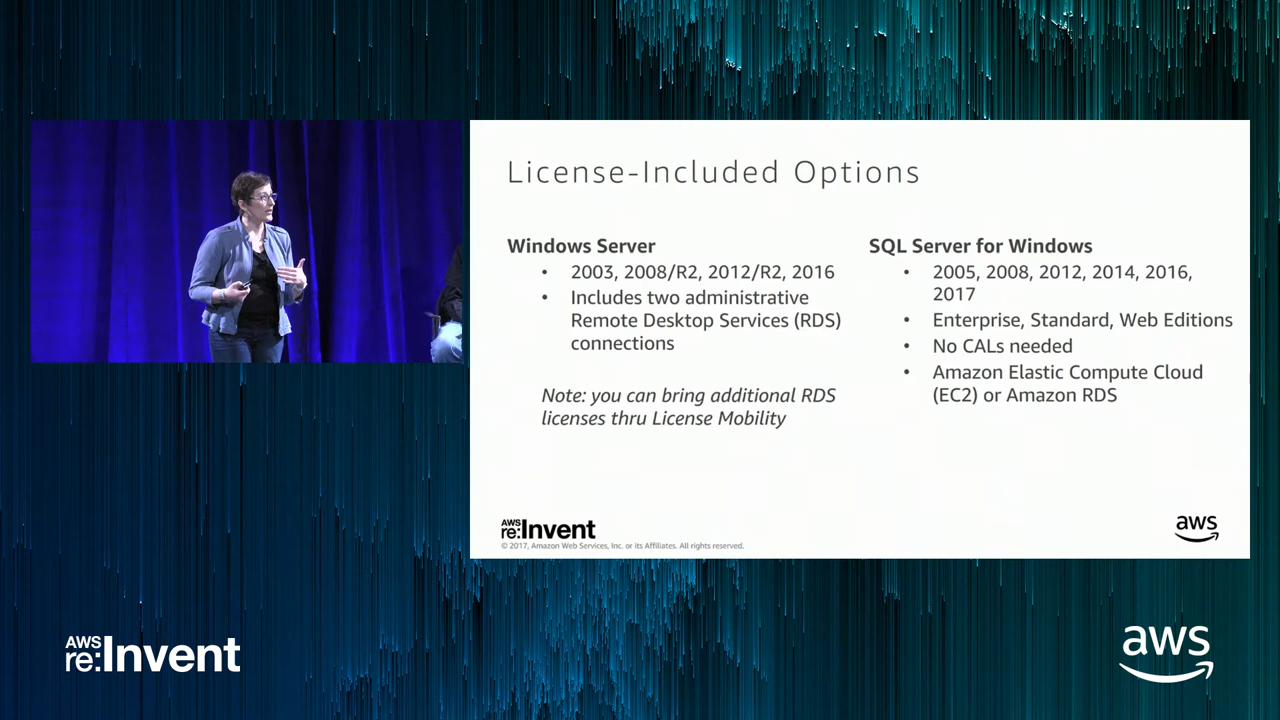 License-Included Options
Windows Server
• 2003, 2008/R2, 2012/R2, 2016
• Includes two administrative
Remote Desktop Services (RDS)
connections
Note: you can bring additional RDS
licenses thru License Mobility
SQL Server for Windows
• 2005, 2008, 2012, 2014, 2016,
2017
• Enterprise, Standard, Web Editions
• No CALs needed
• Amazon Elastic Compute Cloud
(EC2) or Amazon RDS
AWS
re:Invent
© 2017, Amazon Web Services, Inc. or its Affiliates. All rights reserved.
aws
AWS
re:Invent
aws